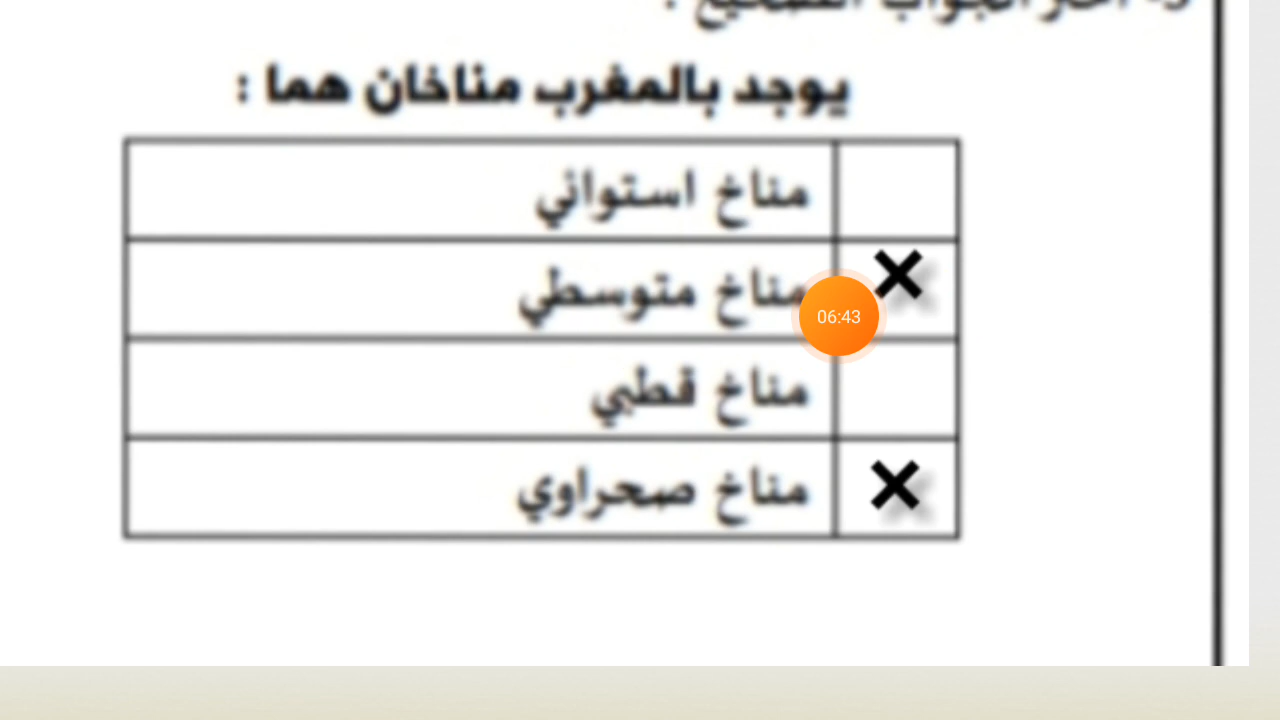 يوجد بالمغرب مناخان هما :
مناخ استوائي
مناخ متوسطي
مناخ قطبي
مناخ صحراوي
06:43